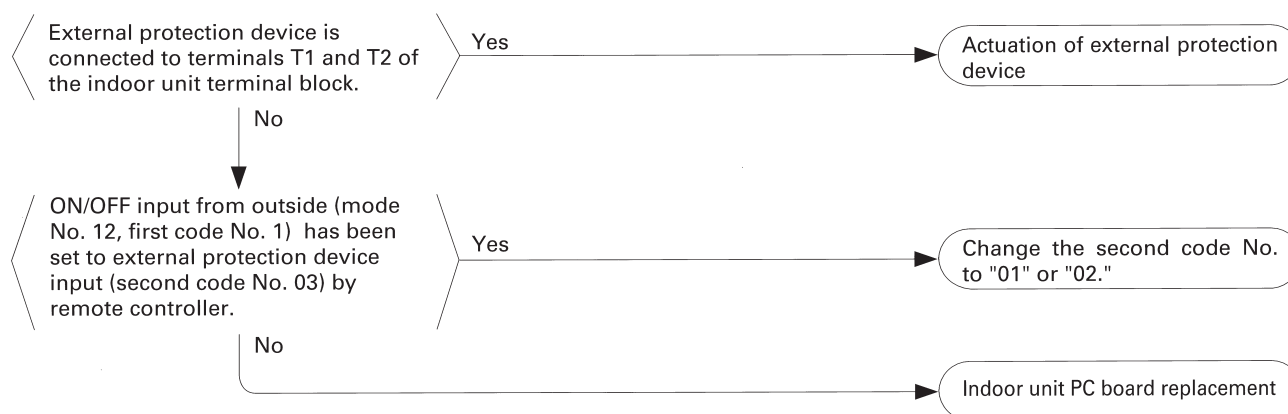 External protection device is
connected to terminals T1 and T2 of
the indoor unit terminal block.
Yes
Actuation of external protection
device
No
ON/OFF input from outside (mode
No. 12, first code No. 1) has been
set to external protection device
input (second code No. 03) by
remote controller.
Yes
Change the second code No.
to "01" or "02."
No
Indoor unit PC board replacement